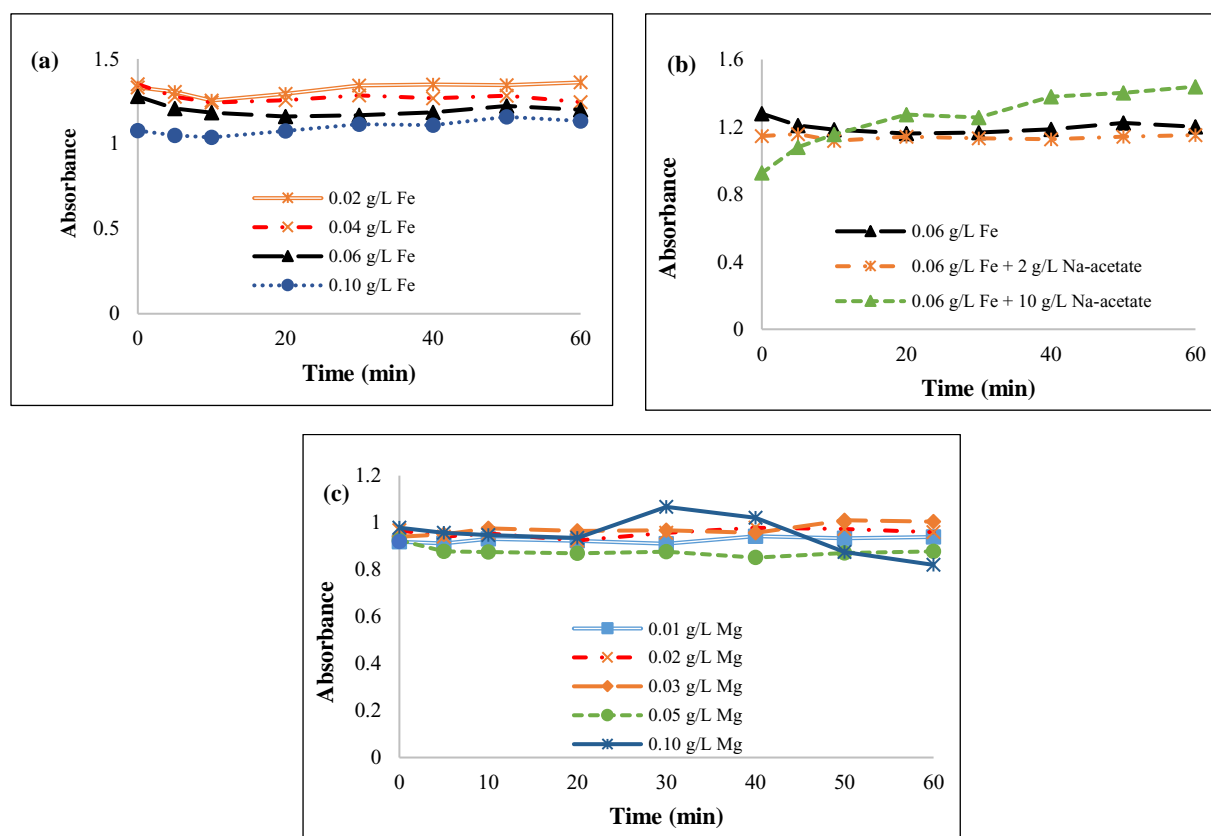 (a)
1.5
1
0.5
0
Absorbance
0.02 g/L Fe
0.04 g/L Fe
0.06 g/L Fe
0.10 g/L Fe
0 20 40 60
Time (min)
(b)
1.6
1.2
0.8
0.4
0
Absorbance
0.06 g/L Fe
0.06 g/L Fe + 2 g/L Na-acetate
0.06 g/L Fe + 10 g/L Na-acetate
0 20 40 60
Time (min)
(c)
1.2
1
0.8
0.6
0.4
0.2
0
Absorbance
0.01 g/L Mg
0.02 g/L Mg
0.03 g/L Mg
0.05 g/L Mg
0.10 g/L Mg
0 10 20 30 40 50 60
Time (min)